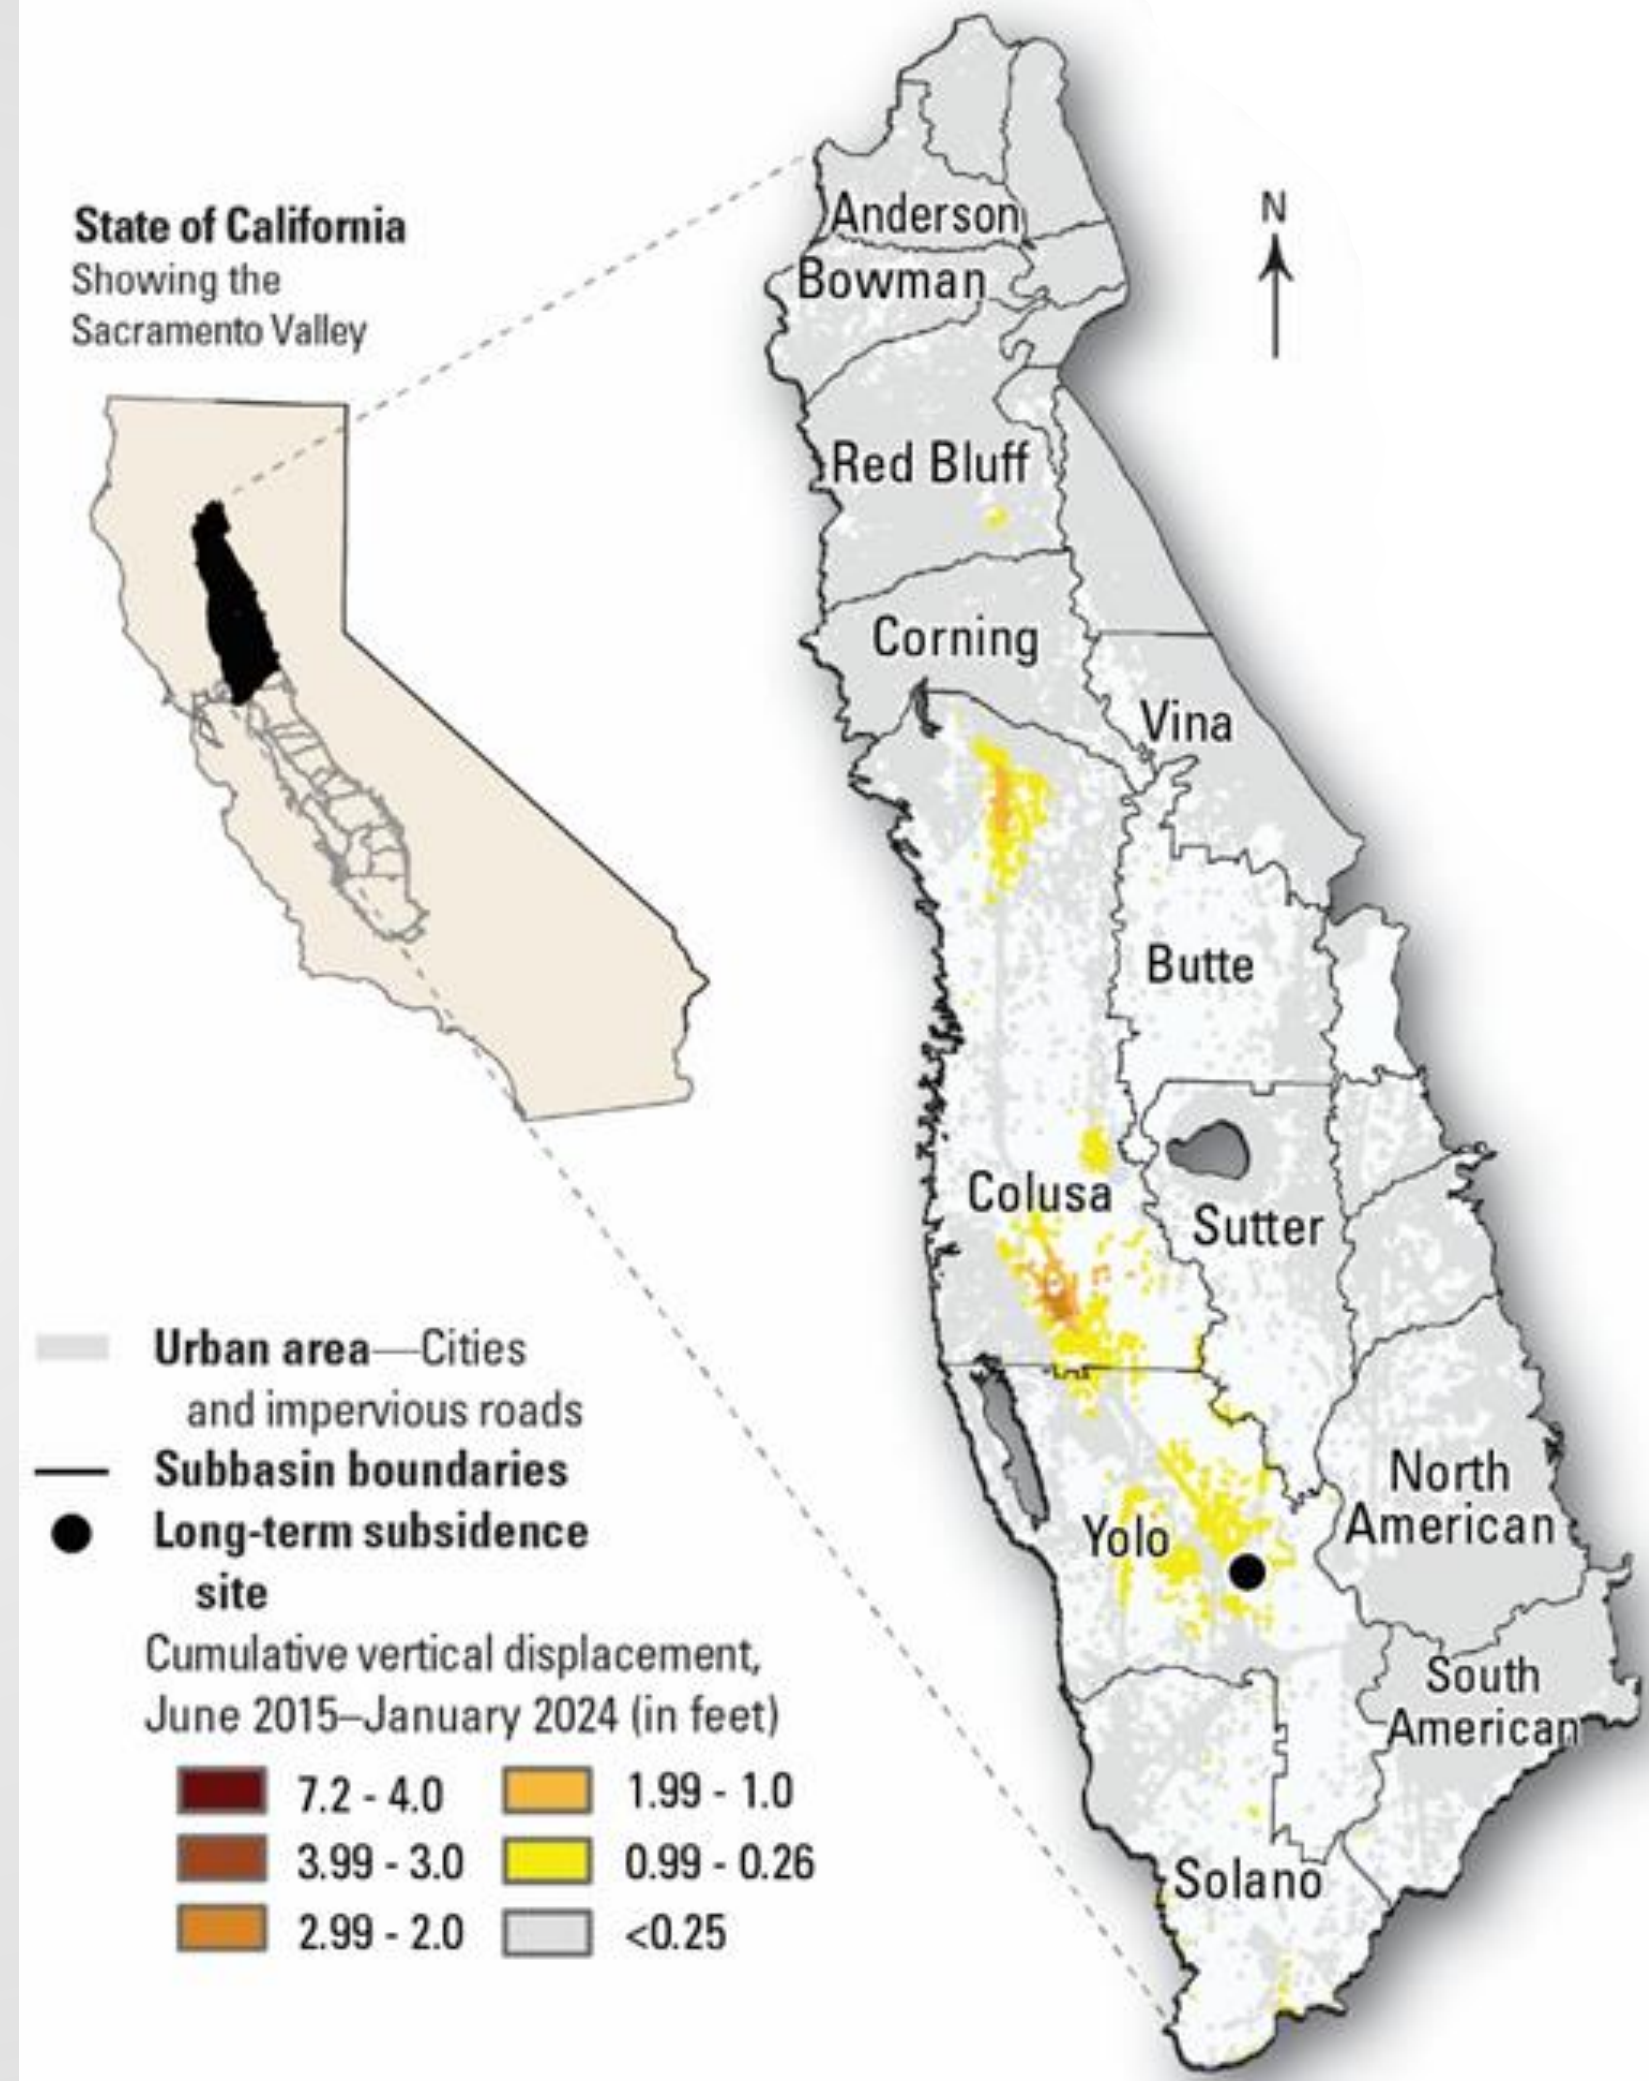 State of California
Showing the
Sacramento Valley
N
Anderson
Bowman
Red Bluff
Corning
Vina
Butte
Colusa
Sutter
Yolo
North
American
South
American
Solano
Urban area—Cities
and impervious roads
Subbasin boundaries
Long-term subsidence
site
Cumulative vertical displacement,
June 2015–January 2024 (in feet)
7.2 - 4.0
3.99 - 3.0
2.99 - 2.0
1.99 - 1.0
0.99 - 0.26
<0.25